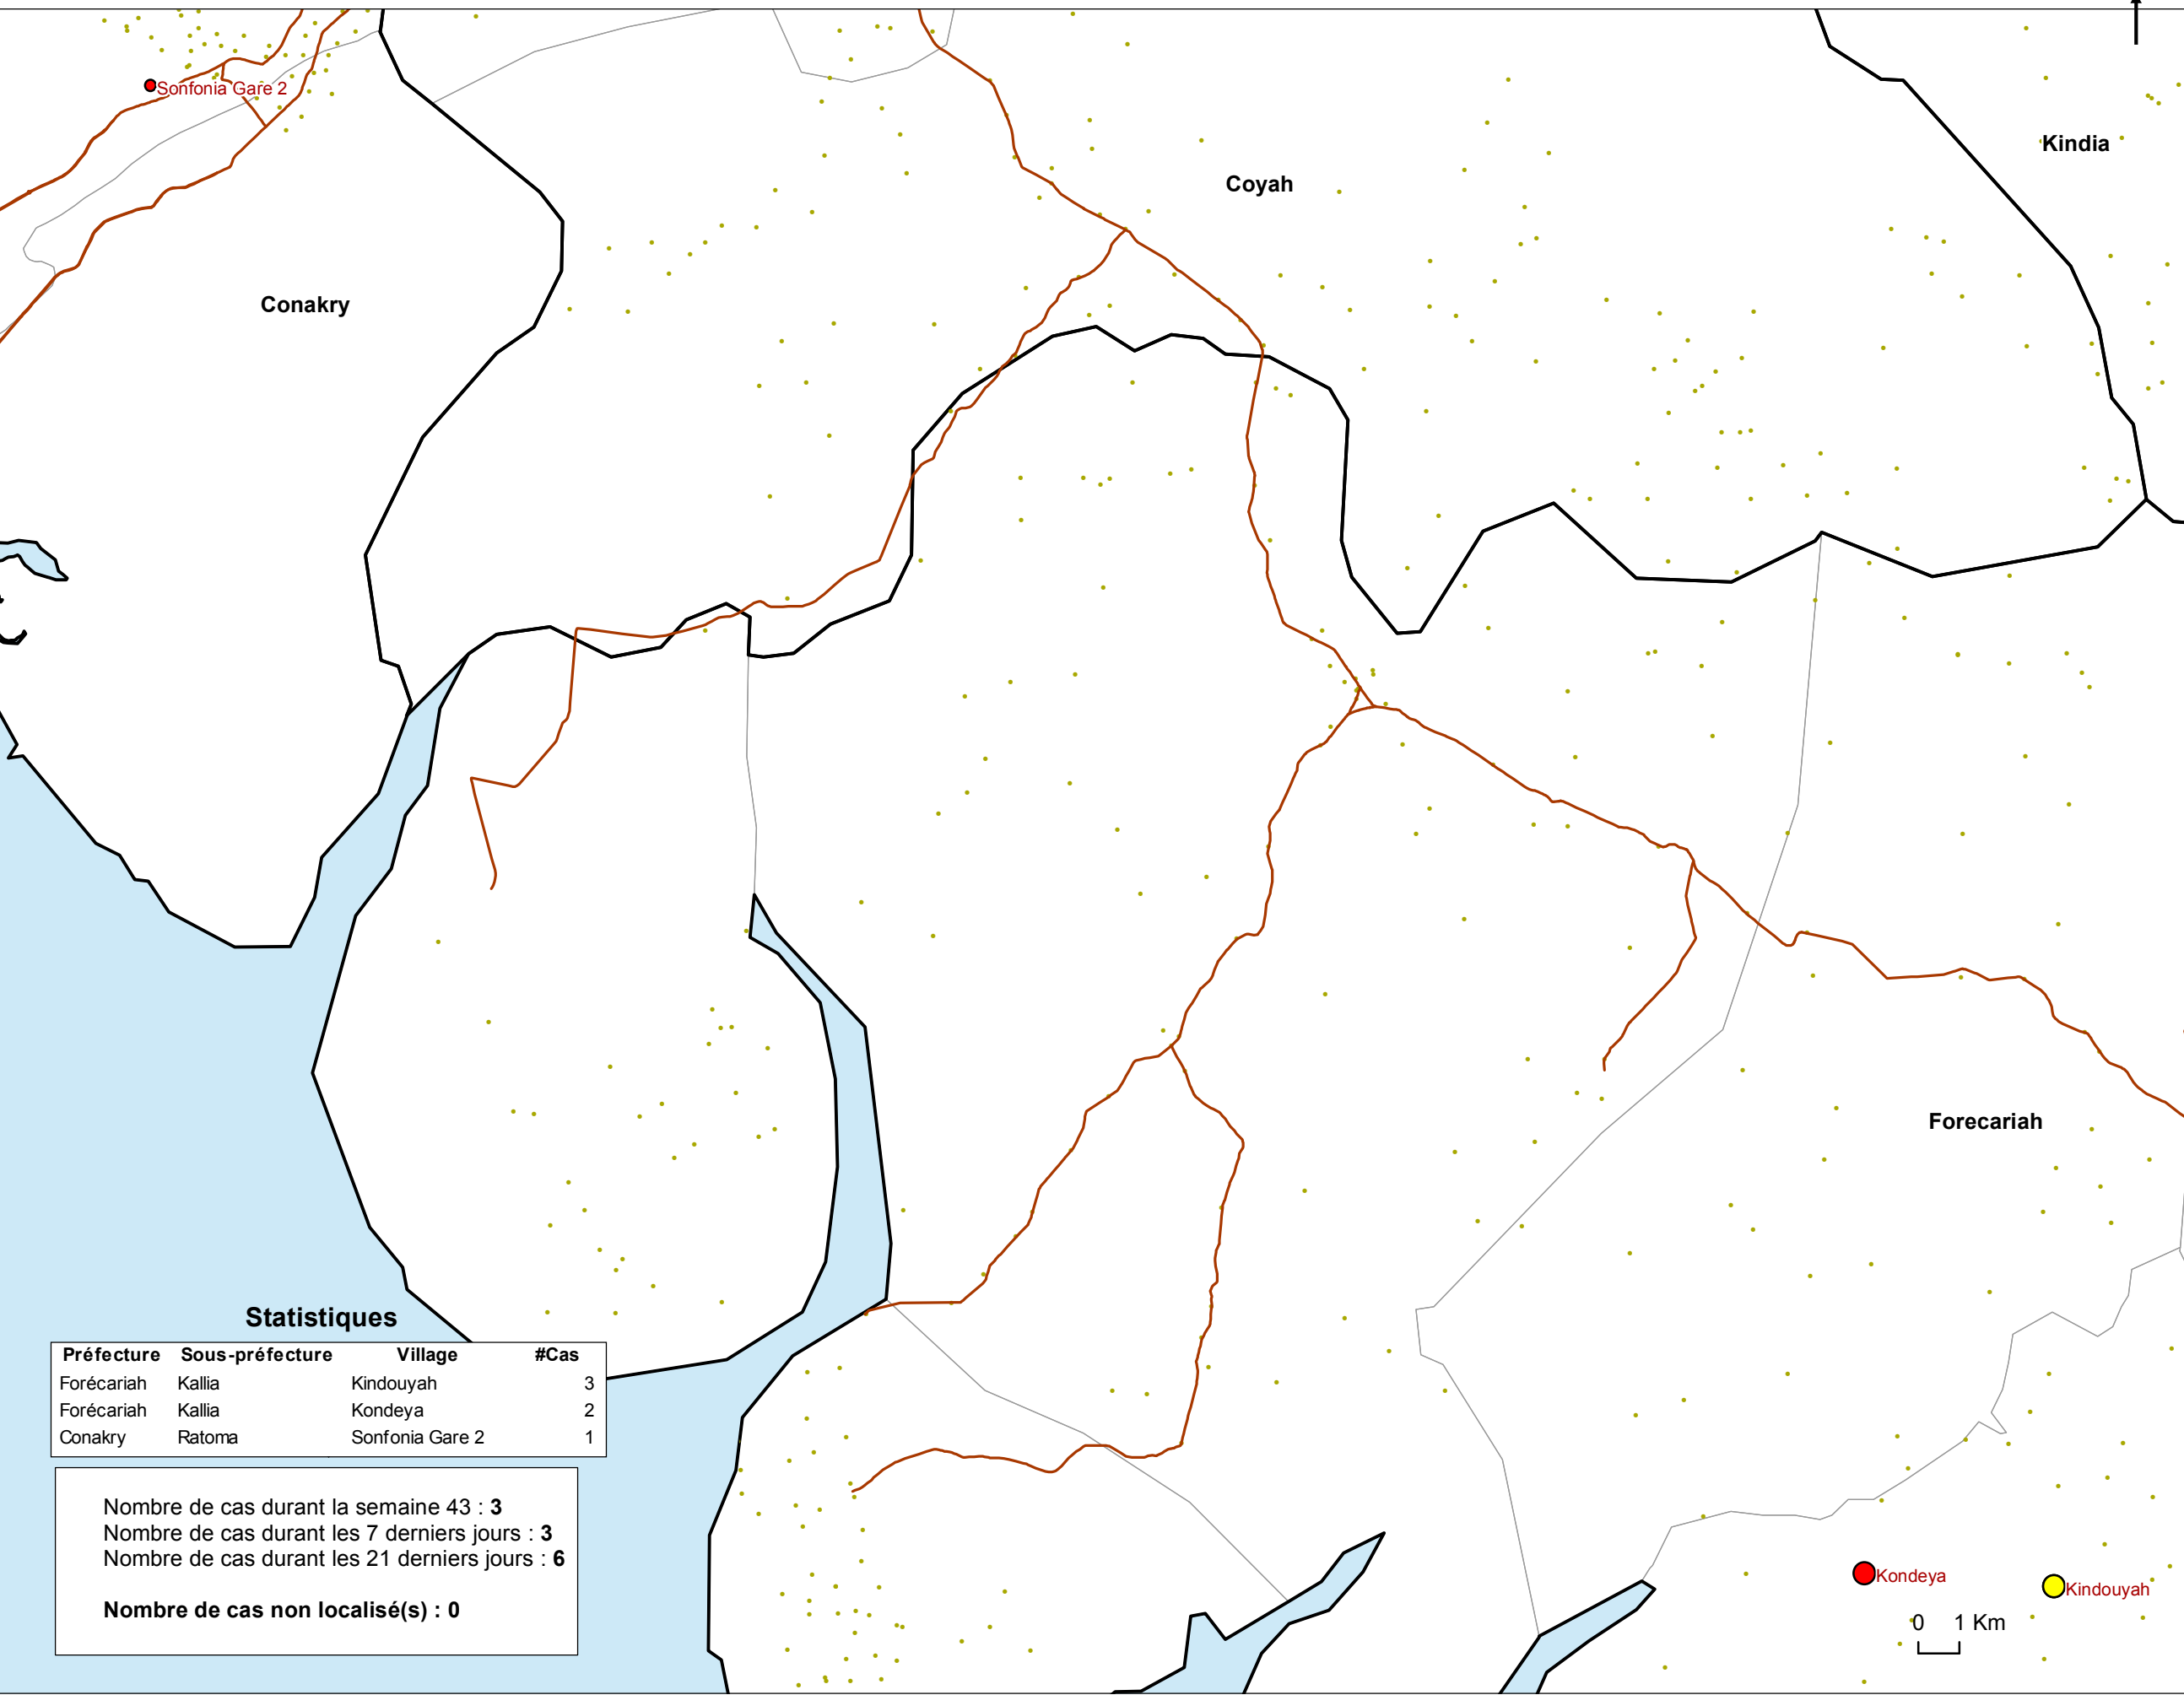 Sonfonia Gare 2
Kindia
Coyah
Conakry
Forecariah
Statistiques
Préfecture Sous-préfecture Village #Cas
Forécariah Kallia Kindouyah 3
Forécariah Kallia Kondeya 2
Conakry Ratoma Sonfonia Gare 2 1
Nombre de cas durant la semaine 43 : 3
Nombre de cas durant les 7 derniers jours : 3
Nombre de cas durant les 21 derniers jours : 6
Nombre de cas non localisé(s) : 0
Kondeya
Kindouyah
0 1 Km